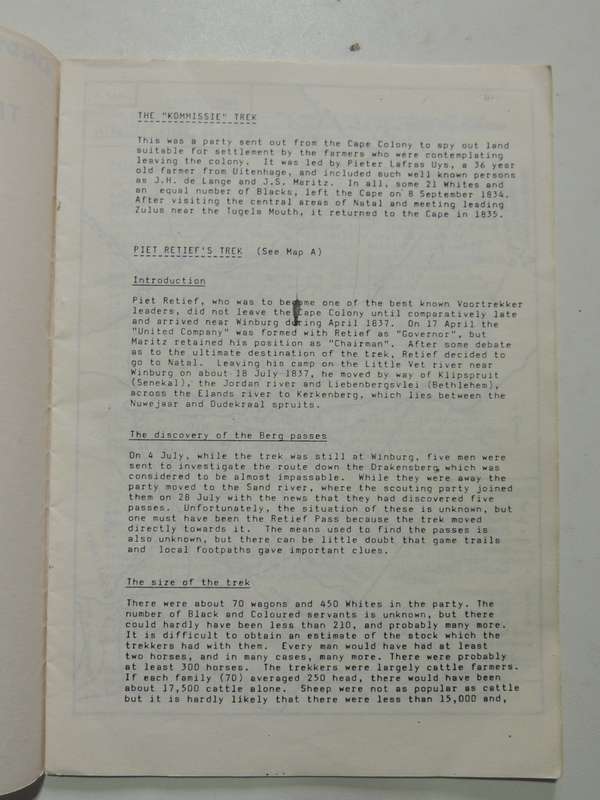 THE "KOMMISSIE" TREK
This was a party sent out from the Cape Colony to spy out land
suitable for settlement by the farmers who were contemplating
leaving the colony. It was led by Pieter Lafras Uys, a 36 year
old farmer from Uitenhage, and included such well known persons
as J.H. de Lange and J.S. Maritz. In all, some 21 Whites and
an equal number of Blacks, left the Cape on 8 September 1834.
After visiting the central areas of Natal and meeting leading
Zulus near the Tugela Mouth, it returned to the Cape in 1835.
PIET RETIEF'S TREK (See Map A)
Introduction
Piet Retief, who was to become one of the best known Voortrekker
leaders, did not leave the Cape Colony until comparatively late
and arrived near Winburg during April 1837. On 17 April the
"United Company" was formed with Retief as "Governor", but
Maritz retained his position as "Chairman". After some debate
as to the ultimate destination of the trek, Retief decided to
go to Natal. Leaving his camp on the Little Vet river near
Winburg on about 18 July 1837, he moved by way of Klipspruit
(Senekal), the Jordan river and Liebenbergsvlei (Bethlehem),
across the Elands river to Kerkenberg, which lies between the
Nuwejaar and Oudekraal spruits.
The discovery of the Berg passes
On 4 July, while the trek was still at Winburg, five men were
sent to investigate the route down the Drakensberg which was
considered to be almost impassable. While they were away the
party moved to the Sand river, where the scouting party joined
them on 28 July with the news that they had discovered five
passes. Unfortunately, the situation of these is unknown, but
one must have been the Retief Pass because the trek moved
directly towards it. The means used to find the passes is
also unknown, but there can be little doubt that game trails
and local footpaths gave important clues.
The size of the trek
There were about 70 wagons and 450 Whites in the party. The
number of Black and Coloured servants is unknown, but there
could hardly have been less than 210, and probably many more.
It is difficult to obtain an estimate of the stock which the
trekkers had with them. Every man would have had at least
two horses, and in many cases, many more. There were probably
at least 300 horses. The trekkers were largely cattle farmers.
If each family (70) averaged 250 head, there would have been
about 17,500 cattle alone. Sheep were not as popular as cattle
but it is hardly likely that there were less than 15,000 and,